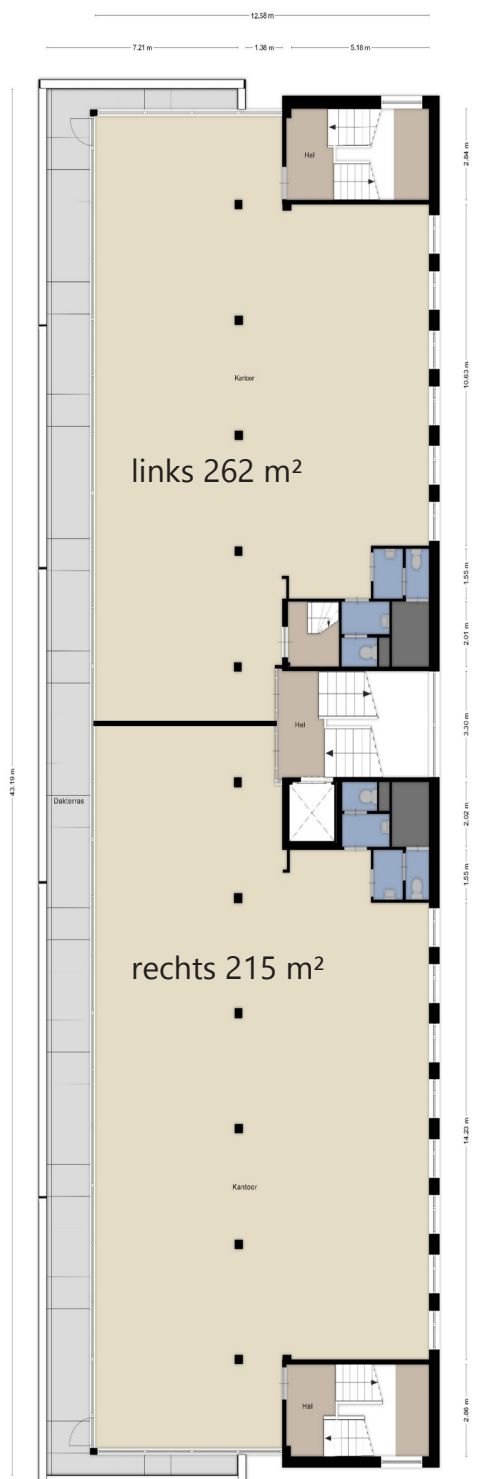 12.58 m
7.21 m
1.38 m
5.18 m
Hal
2.84 m
10.63 m
Kantoor
links 262 m²
1.55 m
2.01 m
Hal
3.30 m
43.19 m
Dakterras
2.02 m
1.55 m
rechts 215 m²
14.23 m
Kantoor
Hal
2.86 m